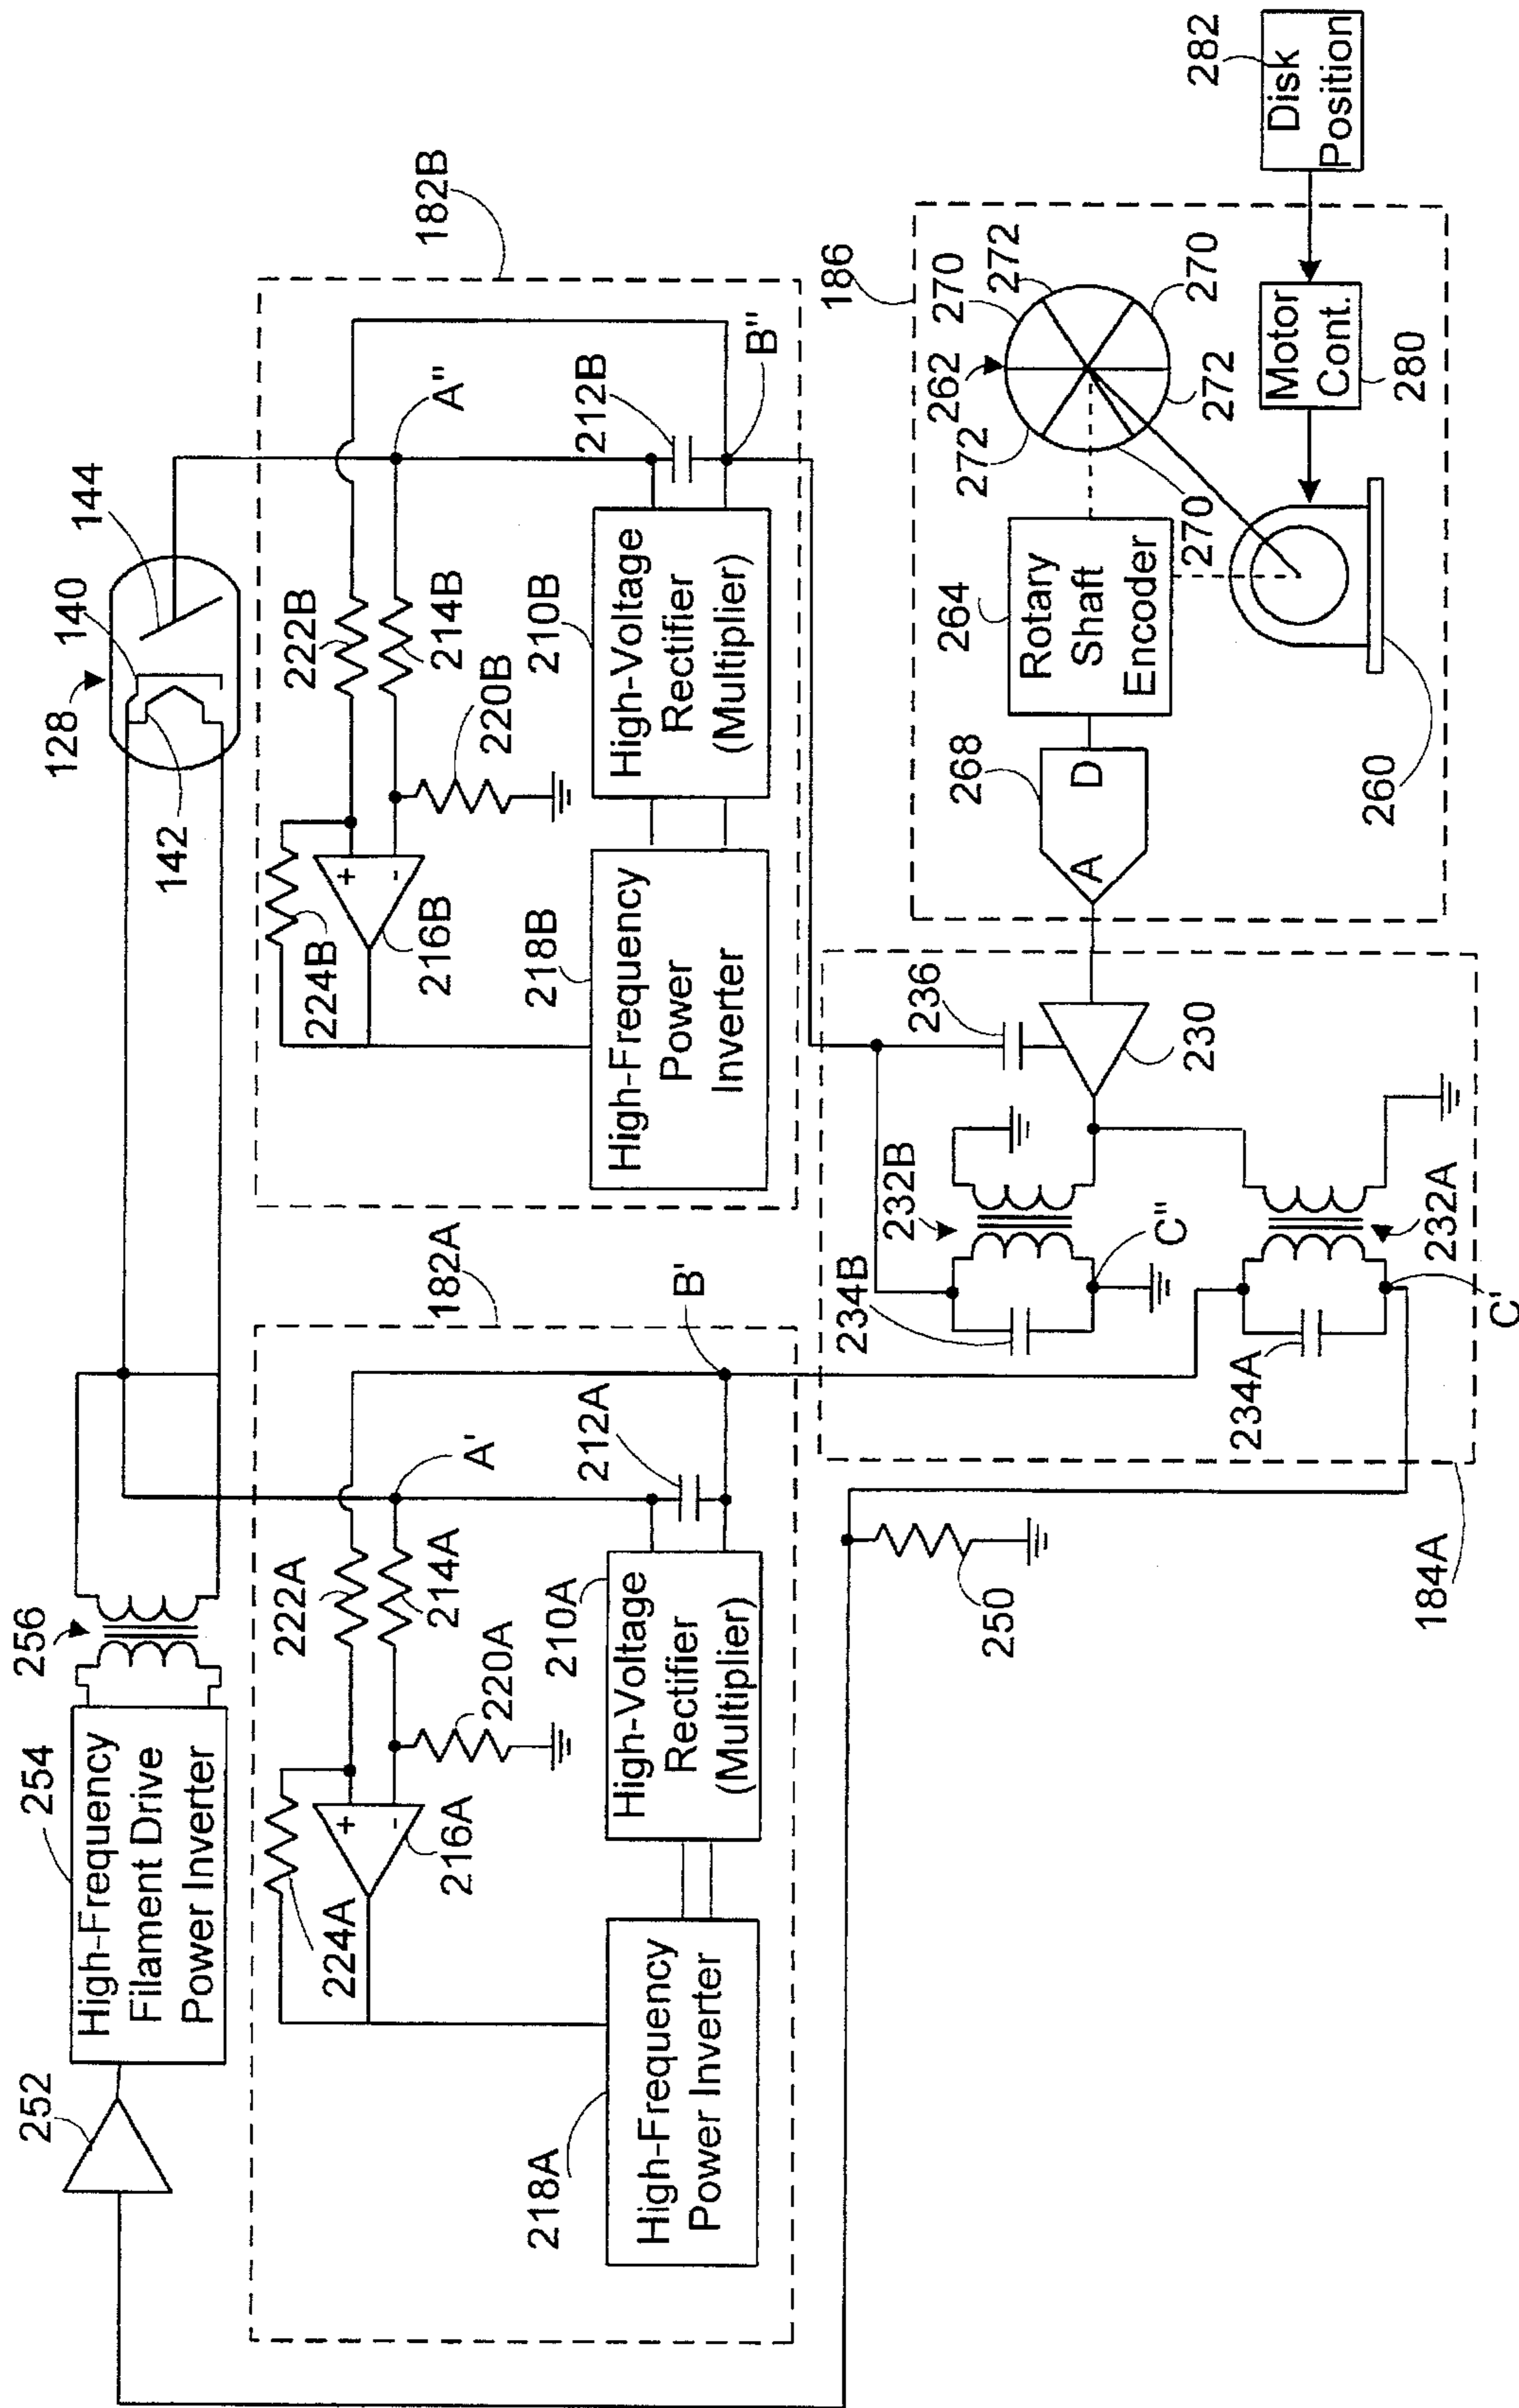 252
254
High-Frequency
Filament Drive
Power Inverter
256
128
140
142
144
182A
224A
222A
+
-
216A
214A
220A
A'
212A
B'
218A
High-Frequency
Power Inverter
210A
High-Voltage
Rectifier
(Multiplier)
182B
224B
222B
+
-
216B
214B
220B
A"
212B
B"
218B
High-Frequency
Power
Inverter
210B
High-Voltage
Rectifier
(Multiplier)
250
184A
234B
232B
C"
236
230
234A
232A
C'
186
268
A
D
264
Rotary
Shaft
Encoder
262
270
272
270
272
270
272
260
Motor
Cont.
280
282
Disk
Position